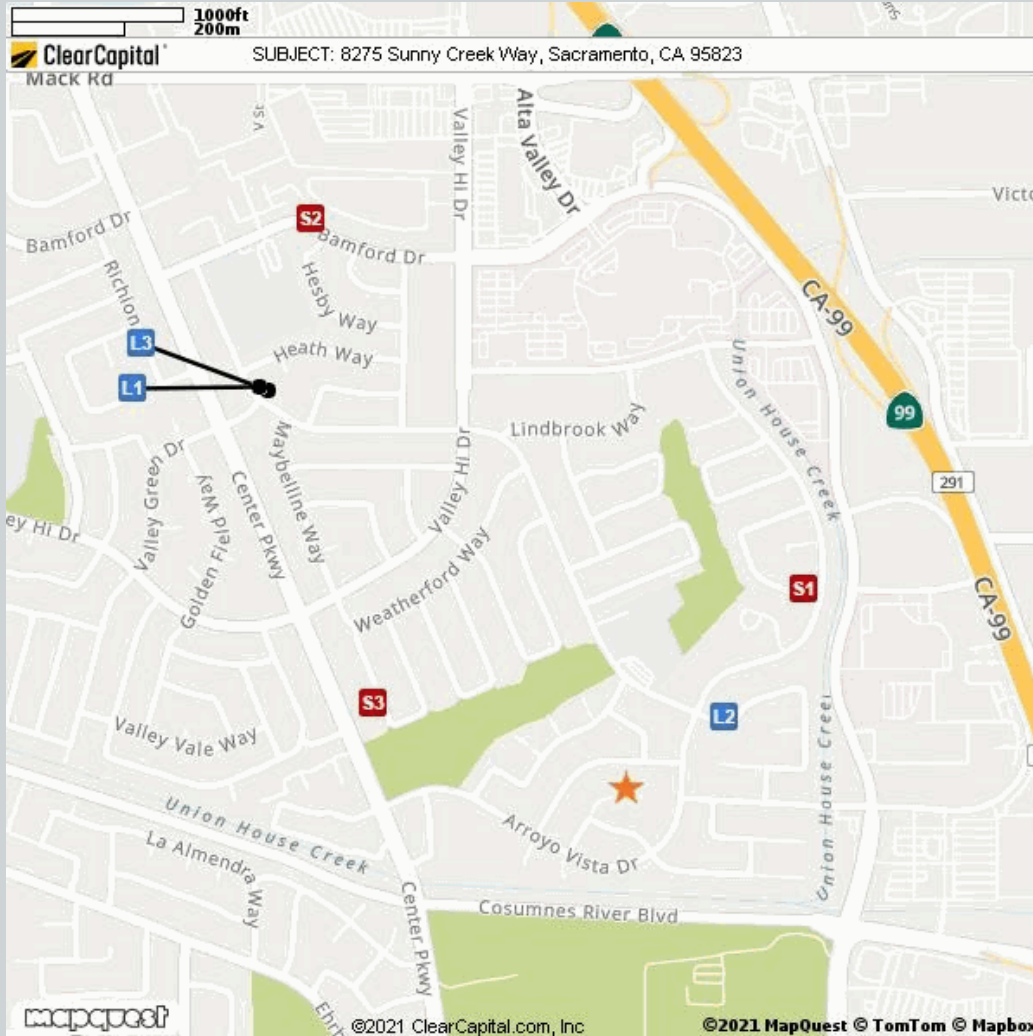 1000ft
200m
ClearCapital
SUBJECT: 8275 Sunny Creek Way, Sacramento, CA 95823
Mack Rd
Valley Hi Dr
Alta Valley Dr
S2
Bamford Dr
Bamford Dr
Richion
Hesby Way
CA-99
L3
Heath Way
L1
Union House Creek
99
Lindbrook Way
Maybelline Way
Valley Hi Dr
Valley Green Dr
Golden Field Way
Center Pkwy
291
ey Hi Dr
Weatherford Way
S1
CA-99
S3
L2
Valley Vale Way
Union House Creek
Union House Creek
Arroyo Vista Dr
La Almendra Way
Center Pkwy
Cosumnes River Blvd
mapquest
©2021 ClearCapital.com, Inc
©2021 MapQuest © TomTom © Mapbo